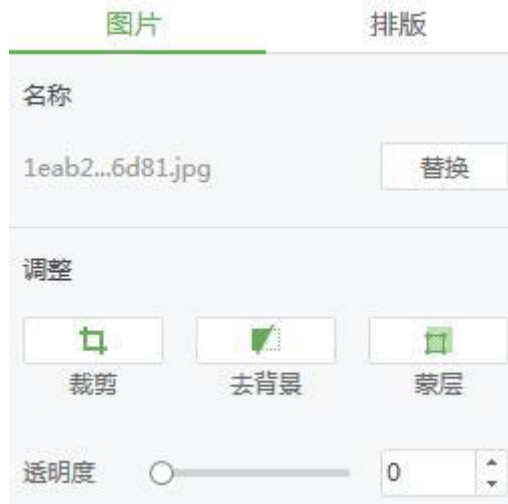 图片 排版
名称
1eab2...6d81.jpg 替换
调整
裁剪 去背景 蒙层
透明度 0